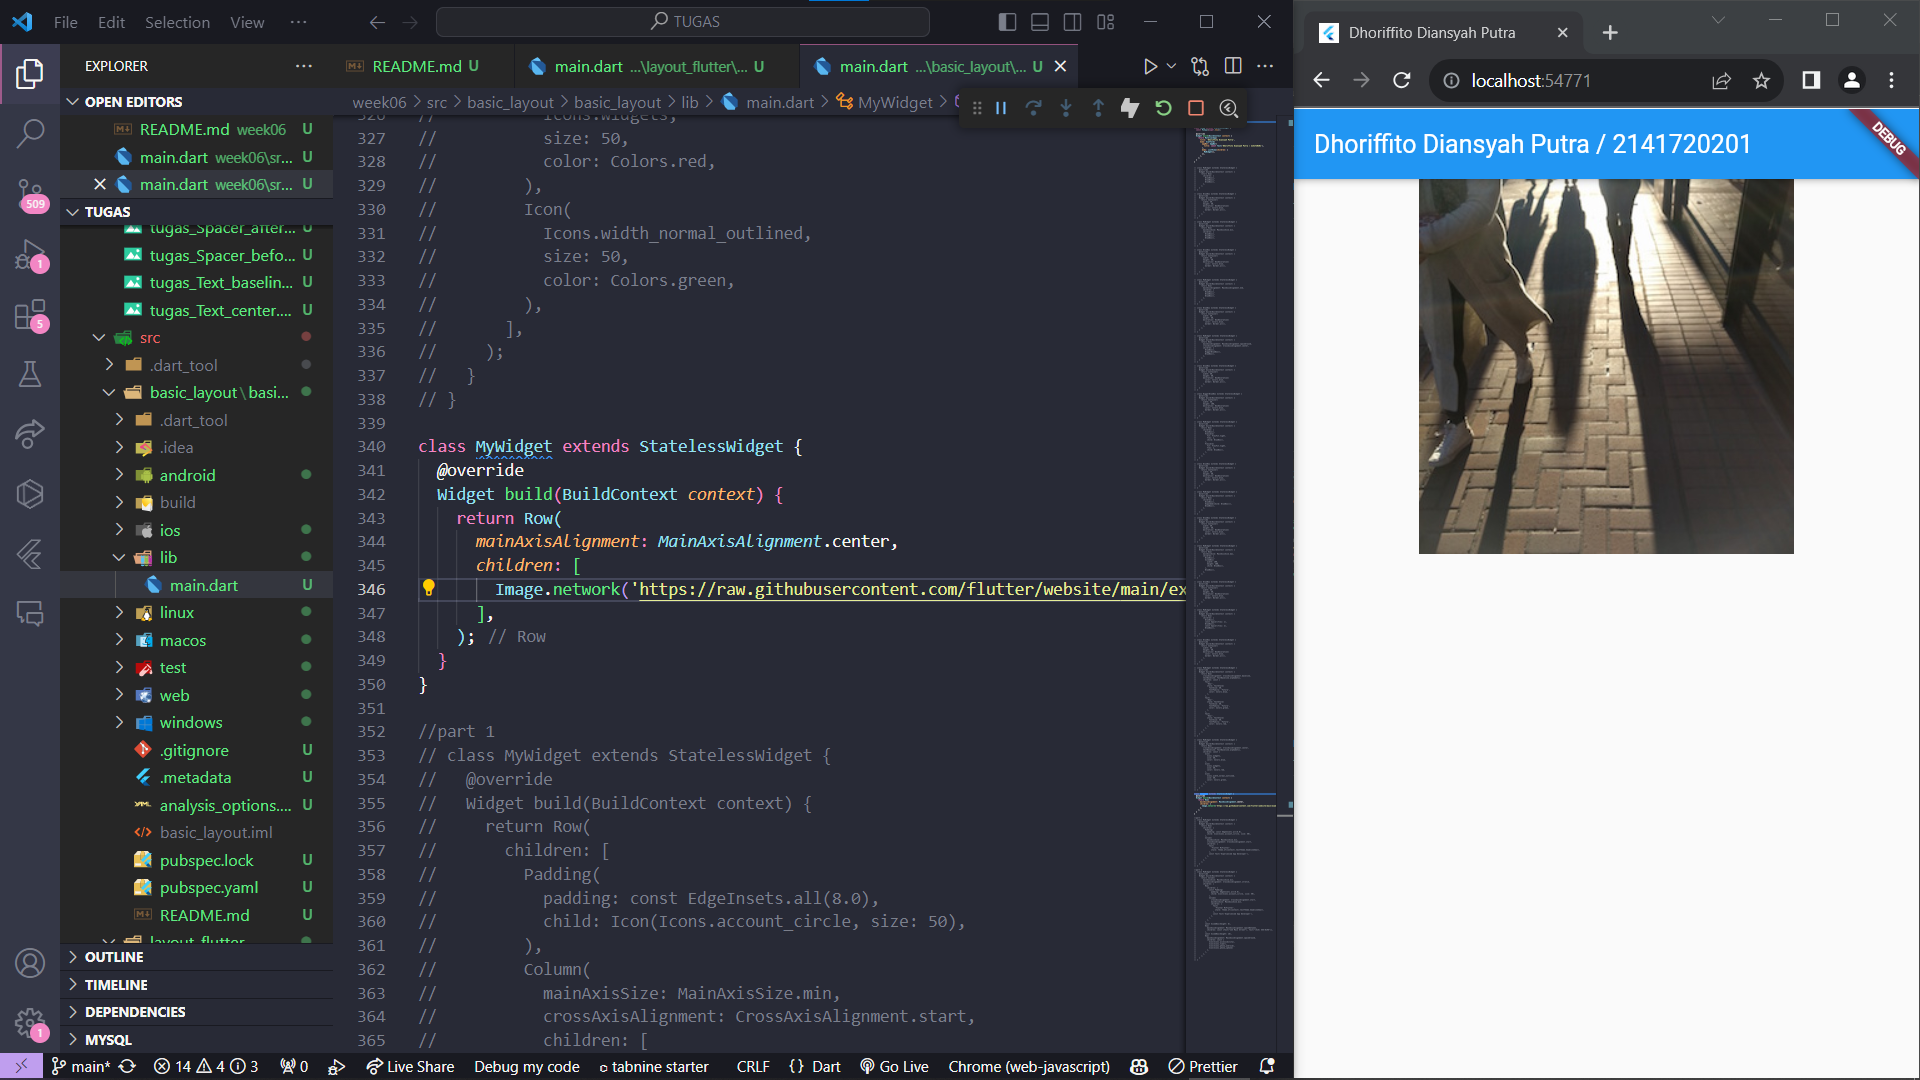 File Edit Selection View ··· TUGAS
EXPLORER ···
OPEN EDITORS
README.md week06 U
main.dart week06\sr... U
main.dart week06\sr... U
TUGAS
tugas_Spacer_after... U
tugas_Spacer_befo... U
tugas_Text_baselin... U
tugas_Text_center.... U
src
.dart_tool
basic_layout\basi...
.dart_tool
.idea
android
build
ios
lib
main.dart U
linux
macos
test
web
windows
.gitignore U
.metadata U
analysis_options.... U
basic_layout.iml
pubspec.lock U
pubspec.yaml U
README.md U
layout_flutter
OUTLINE
TIMELINE
DEPENDENCIES
MYSQL
509
1
5
1
README.md U main.dart ...\layout_flutter\... U main.dart ...\basic_layout\... U
week06 > src > basic_layout > basic_layout > lib > main.dart > MyWidget >
326 // Icons.widgets,
327 // size: 50,
328 // color: Colors.red,
329 // ),
330 // Icon(
331 // Icons.width_normal_outlined,
332 // size: 50,
333 // color: Colors.green,
334 // ),
335 // ],
336 // );
337 // }
338 // }
339
340 class MyWidget extends StatelessWidget {
341 @override
342 Widget build(BuildContext context) {
343 return Row(
344 mainAxisAlignment: MainAxisAlignment.center,
345 children: [
346 Image.network('https://raw.githubusercontent.com/flutter/website/main/ex
347 ],
348 ); // Row
349 }
350 }
351
352 //part 1
353 // class MyWidget extends StatelessWidget {
354 // @override
355 // Widget build(BuildContext context) {
356 // return Row(
357 // children: [
358 // Padding(
359 // padding: const EdgeInsets.all(8.0),
360 // child: Icon(Icons.account_circle, size: 50),
361 // ),
362 // Column(
363 // mainAxisSize: MainAxisSize.min,
364 // crossAxisAlignment: CrossAxisAlignment.start,
365 // children: [
main* 14 4 3 0 Live Share Debug my code tabnine starter CRLF {} Dart Go Live Chrome (web-javascript) Prettier
Dhoriffito Diansyah Putra
localhost:54771
Dhoriffito Diansyah Putra / 2141720201
DEBUG